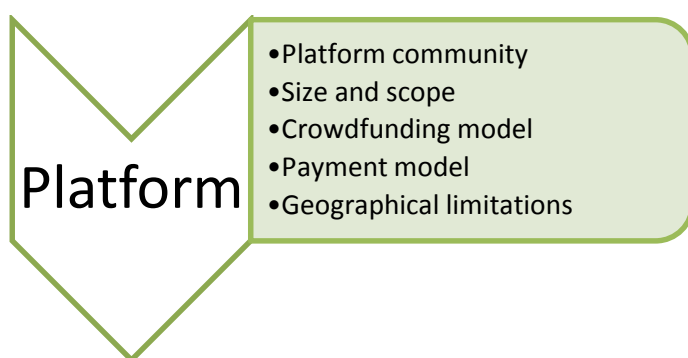 Platform
•Platform community
•Size and scope
•Crowdfunding model
•Payment model
•Geographical limitations